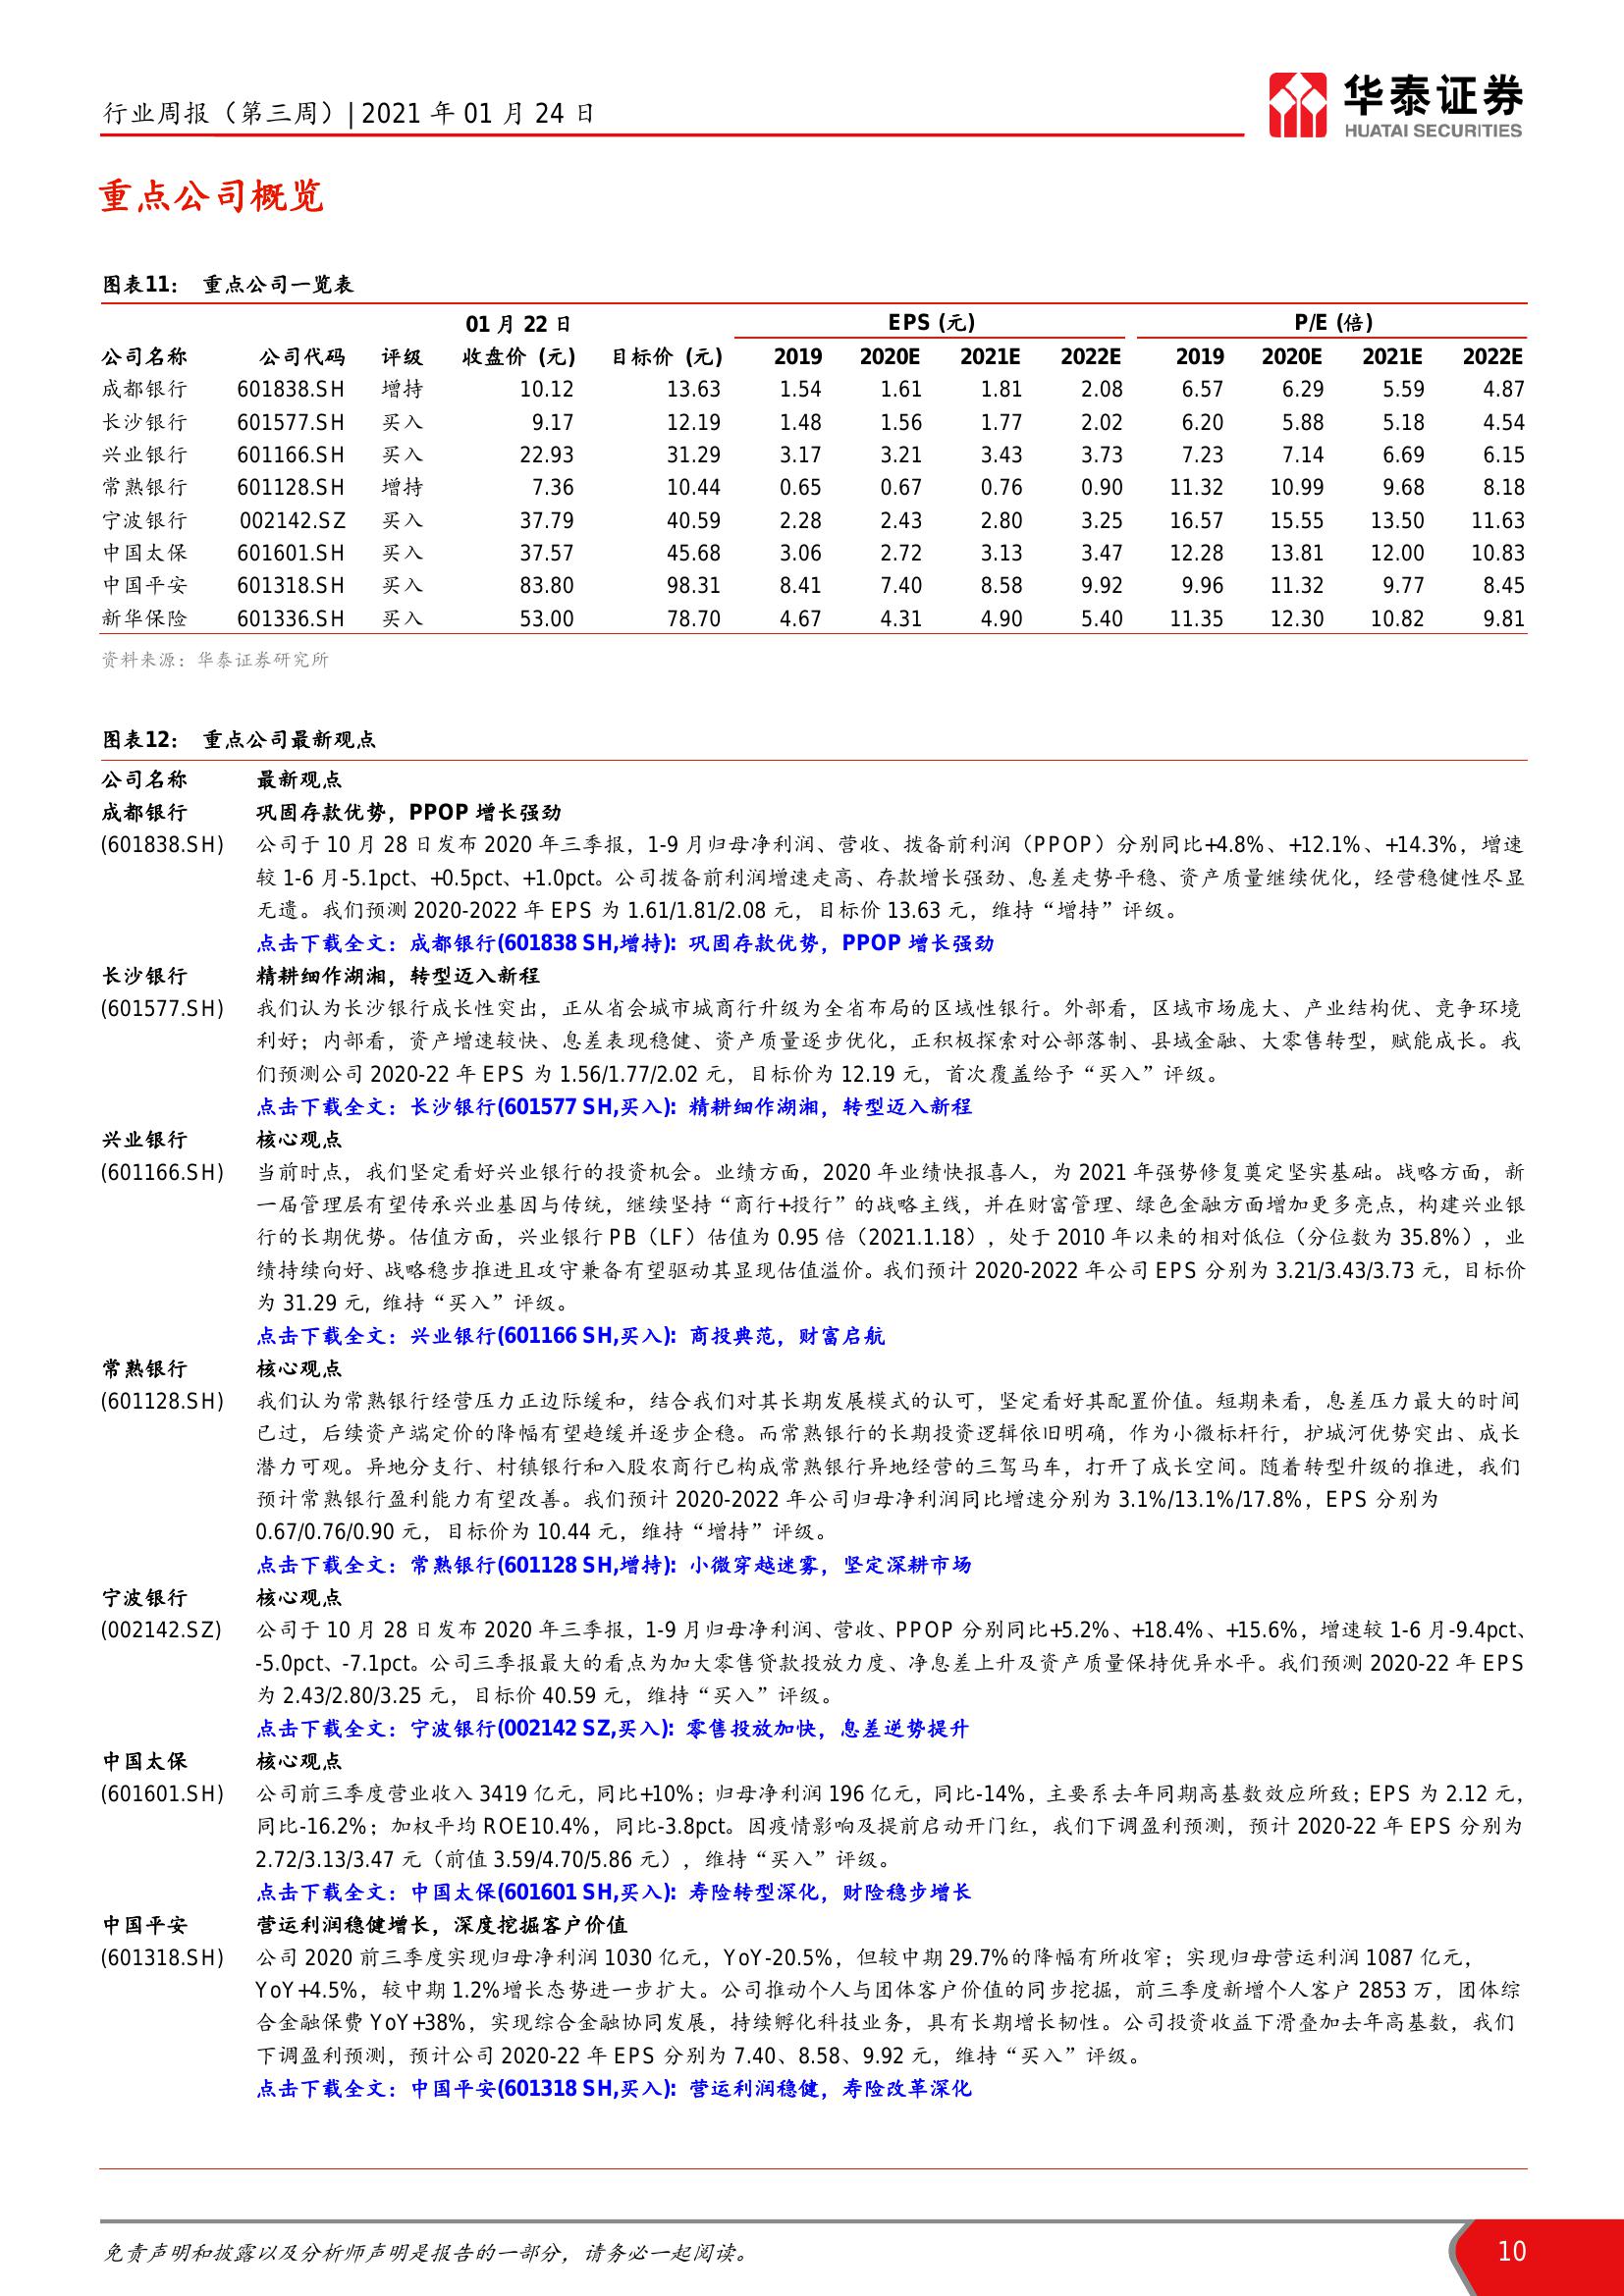 行业周报（第三周）| 2021 年 01 月 24 日
华泰证券
HUATAI SECURITIES
重点公司概览
图表11： 重点公司一览表
01 月 22 日 EPS (元) P/E (倍)
公司名称 公司代码 评级 收盘价 (元) 目标价 (元) 2019 2020E 2021E 2022E 2019 2020E 2021E 2022E
成都银行 601838.SH 增持 10.12 13.63 1.54 1.61 1.81 2.08 6.57 6.29 5.59 4.87
长沙银行 601577.SH 买入 9.17 12.19 1.48 1.56 1.77 2.02 6.20 5.88 5.18 4.54
兴业银行 601166.SH 买入 22.93 31.29 3.17 3.21 3.43 3.73 7.23 7.14 6.69 6.15
常熟银行 601128.SH 增持 7.36 10.44 0.65 0.67 0.76 0.90 11.32 10.99 9.68 8.18
宁波银行 002142.SZ 买入 37.79 40.59 2.28 2.43 2.80 3.25 16.57 15.55 13.50 11.63
中国太保 601601.SH 买入 37.57 45.68 3.06 2.72 3.13 3.47 12.28 13.81 12.00 10.83
中国平安 601318.SH 买入 83.80 98.31 8.41 7.40 8.58 9.92 9.96 11.32 9.77 8.45
新华保险 601336.SH 买入 53.00 78.70 4.67 4.31 4.90 5.40 11.35 12.30 10.82 9.81
资料来源：华泰证券研究所
图表12： 重点公司最新观点
公司名称 最新观点
成都银行 巩固存款优势，PPOP 增长强劲
(601838.SH) 公司于 10 月 28 日发布 2020 年三季报，1-9 月归母净利润、营收、拨备前利润（PPOP）分别同比+4.8%、+12.1%、+14.3%，增速
较 1-6 月-5.1pct、+0.5pct、+1.0pct。公司拨备前利润增速走高、存款增长强劲、息差走势平稳、资产质量继续优化，经营稳健性尽显
无遗。我们预测 2020-2022 年 EPS 为 1.61/1.81/2.08 元，目标价 13.63 元，维持“增持”评级。
点击下载全文：成都银行(601838 SH,增持): 巩固存款优势，PPOP 增长强劲
长沙银行 精耕细作湖湘，转型迈入新程
(601577.SH) 我们认为长沙银行成长性突出，正从省会城市城商行升级为全省布局的区域性银行。外部看，区域市场庞大、产业结构优、竞争环境
利好；内部看，资产增速较快、息差表现稳健、资产质量逐步优化，正积极探索对公部落制、县域金融、大零售转型，赋能成长。我
们预测公司 2020-22 年 EPS 为 1.56/1.77/2.02 元，目标价为 12.19 元，首次覆盖给予“买入”评级。
点击下载全文：长沙银行(601577 SH,买入): 精耕细作湖湘，转型迈入新程
兴业银行 核心观点
(601166.SH) 当前时点，我们坚定看好兴业银行的投资机会。业绩方面，2020 年业绩快报喜人，为 2021 年强势修复奠定坚实基础。战略方面，新
一届管理层有望传承兴业基因与传统，继续坚持“商行+投行”的战略主线，并在财富管理、绿色金融方面增加更多亮点，构建兴业银
行的长期优势。估值方面，兴业银行 PB（LF）估值为 0.95 倍（2021.1.18），处于 2010 年以来的相对低位（分位数为 35.8%），业
绩持续向好、战略稳步推进且攻守兼备有望驱动其显现估值溢价。我们预计 2020-2022 年公司 EPS 分别为 3.21/3.43/3.73 元，目标价
为 31.29 元, 维持“买入”评级。
点击下载全文：兴业银行(601166 SH,买入): 商投典范，财富启航
常熟银行 核心观点
(601128.SH) 我们认为常熟银行经营压力正边际缓和，结合我们对其长期发展模式的认可，坚定看好其配置价值。短期来看，息差压力最大的时间
已过，后续资产端定价的降幅有望趋缓并逐步企稳。而常熟银行的长期投资逻辑依旧明确，作为小微标杆行，护城河优势突出、成长
潜力可观。异地分支行、村镇银行和入股农商行已构成常熟银行异地经营的三驾马车，打开了成长空间。随着转型升级的推进，我们
预计常熟银行盈利能力有望改善。我们预计 2020-2022 年公司归母净利润同比增速分别为 3.1%/13.1%/17.8%，EPS 分别为
0.67/0.76/0.90 元，目标价为 10.44 元，维持“增持”评级。
点击下载全文：常熟银行(601128 SH,增持): 小微穿越迷雾，坚定深耕市场
宁波银行 核心观点
(002142.SZ) 公司于 10 月 28 日发布 2020 年三季报，1-9 月归母净利润、营收、PPOP 分别同比+5.2%、+18.4%、+15.6%，增速较 1-6 月-9.4pct、
-5.0pct、-7.1pct。公司三季报最大的看点为加大零售贷款投放力度、净息差上升及资产质量保持优异水平。我们预测 2020-22 年 EPS
为 2.43/2.80/3.25 元，目标价 40.59 元，维持“买入”评级。
点击下载全文：宁波银行(002142 SZ,买入): 零售投放加快，息差逆势提升
中国太保 核心观点
(601601.SH) 公司前三季度营业收入 3419 亿元，同比+10%；归母净利润 196 亿元，同比-14%，主要系去年同期高基数效应所致；EPS 为 2.12 元，
同比-16.2%；加权平均 ROE10.4%，同比-3.8pct。因疫情影响及提前启动开门红，我们下调盈利预测，预计 2020-22 年 EPS 分别为
2.72/3.13/3.47 元（前值 3.59/4.70/5.86 元），维持“买入”评级。
点击下载全文：中国太保(601601 SH,买入): 寿险转型深化，财险稳步增长
中国平安 营运利润稳健增长，深度挖掘客户价值
(601318.SH) 公司 2020 前三季度实现归母净利润 1030 亿元，YoY-20.5%，但较中期 29.7%的降幅有所收窄；实现归母营运利润 1087 亿元，
YoY+4.5%，较中期 1.2%增长态势进一步扩大。公司推动个人与团体客户价值的同步挖掘，前三季度新增个人客户 2853 万，团体综
合金融保费 YoY+38%，实现综合金融协同发展，持续孵化科技业务，具有长期增长韧性。公司投资收益下滑叠加去年高基数，我们
下调盈利预测，预计公司 2020-22 年 EPS 分别为 7.40、8.58、9.92 元，维持“买入”评级。
点击下载全文：中国平安(601318 SH,买入): 营运利润稳健，寿险改革深化
免责声明和披露以及分析师声明是报告的一部分，请务必一起阅读。
10